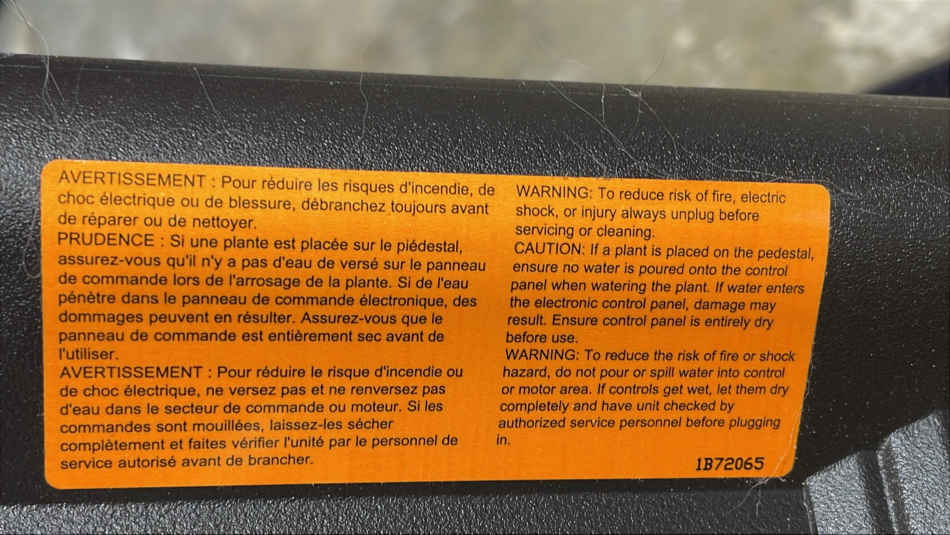 AVERTISSEMENT : Pour réduire les risques d'incendie, de
choc électrique ou de blessure, débranchez toujours avant
de réparer ou de nettoyer.
PRUDENCE : Si une plante est placée sur le piédestal,
assurez-vous qu'il n'y a pas d'eau de versé sur le panneau
de commande lors de l'arrosage de la plante. Si de l'eau
pénètre dans le panneau de commande électronique, des
dommages peuvent en résulter. Assurez-vous que le
panneau de commande est entièrement sec avant de
l'utiliser.
AVERTISSEMENT : Pour réduire le risque d'incendie ou
de choc électrique, ne versez pas et ne renversez pas
d'eau dans le secteur de commande ou moteur. Si les
commandes sont mouillées, laissez-les sécher
complètement et faites vérifier l'unité par le personnel de
service autorisé avant de brancher.
WARNING: To reduce risk of fire, electric
shock, or injury always unplug before
servicing or cleaning.
CAUTION: If a plant is placed on the pedestal,
ensure no water is poured onto the control
panel when watering the plant. If water enters
the electronic control panel, damage may
result. Ensure control panel is entirely dry
before use.
WARNING: To reduce the risk of fire or shock
hazard, do not pour or spill water into control
or motor area. If controls get wet, let them dry
completely and have unit checked by
authorized service personnel before plugging
in.
1B72065